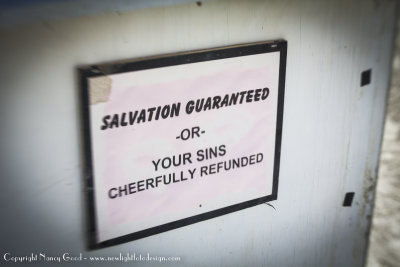 SALVATION GUARANTEED
-OR-
YOUR SINS
CHEERFULLY REFUNDED
Copyright Nancy Good - www.newlightfotodesign.com